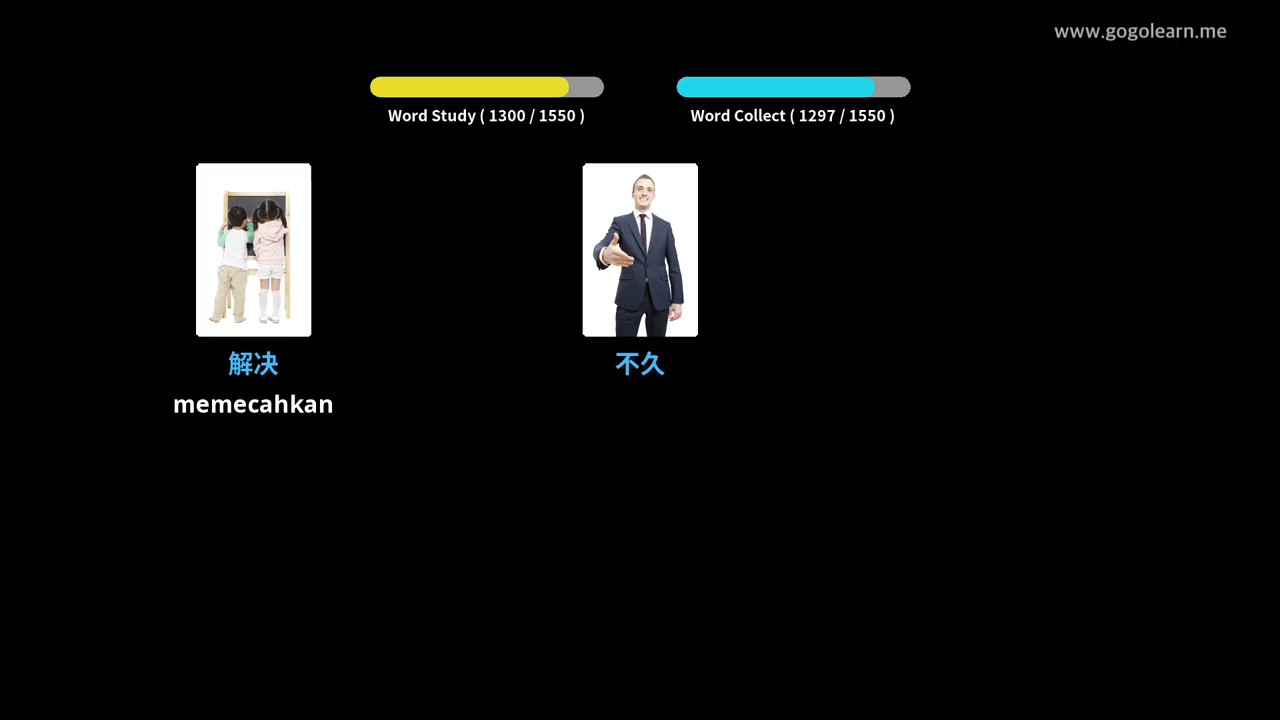 www.gogolearn.me
Word Study ( 1300 / 1550 )
Word Collect ( 1297 / 1550 )
解决
不久
memecahkan